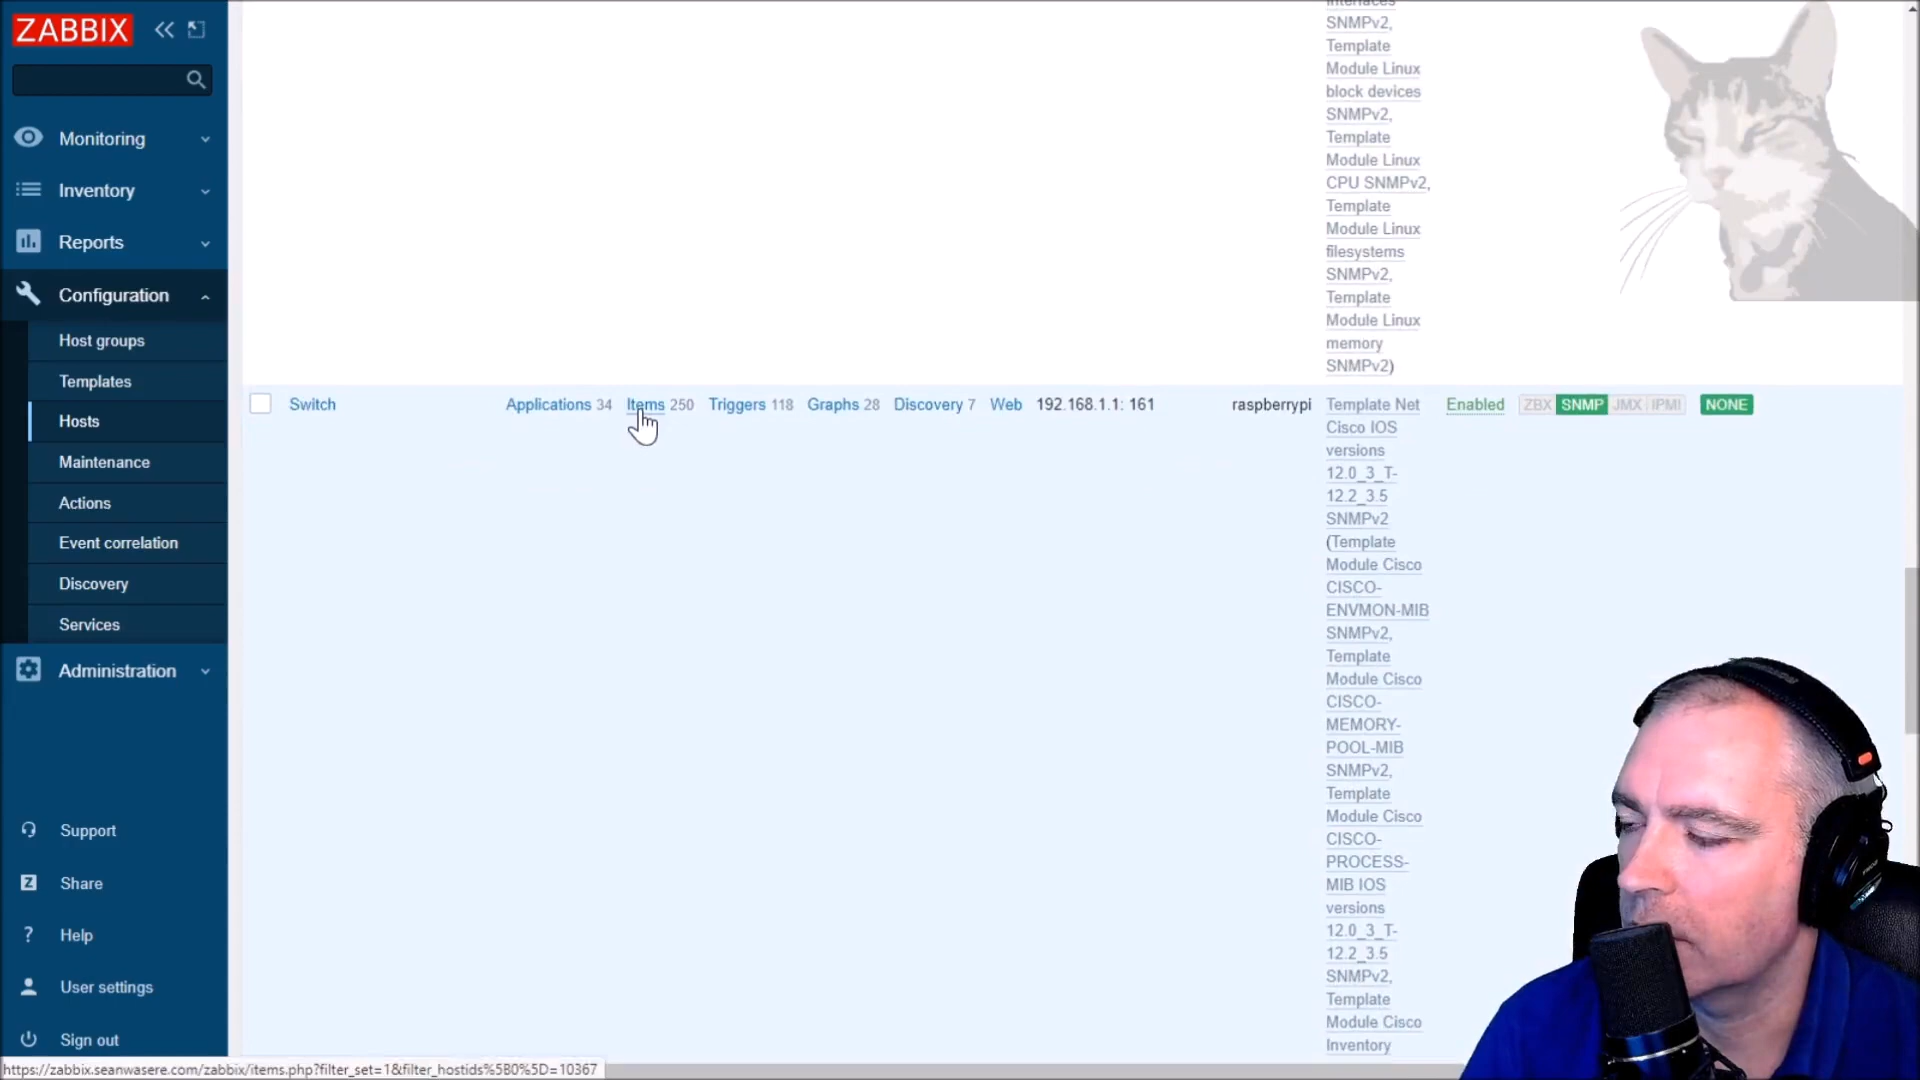 ZABBIX
Monitoring
Inventory
Reports
Configuration
Host groups
Templates
Hosts
Maintenance
Actions
Event correlation
Discovery
Services
Administration
Support
Share
Help
User settings
Sign out
interfaces
SNMPv2,
Template
Module Linux
block devices
SNMPv2,
Template
Module Linux
CPU SNMPv2,
Template
Module Linux
filesystems
SNMPv2,
Template
Module Linux
memory
SNMPv2)
Switch Applications 34 Items 250 Triggers 118 Graphs 28 Discovery 7 Web 192.168.1.1: 161 raspberrypi Template Net Enabled ZBX SNMP JMX IPMI NONE
Cisco IOS
versions
12.0_3_T-
12.2_3.5
SNMPv2
(Template
Module Cisco
CISCO-
ENVMON-MIB
SNMPv2,
Template
Module Cisco
CISCO-
MEMORY-
POOL-MIB
SNMPv2,
Template
Module Cisco
CISCO-
PROCESS-
MIB IOS
versions
12.0_3_T-
12.2_3.5
SNMPv2,
Template
Module Cisco
Inventory
https://zabbix.seanwasere.com/zabbix/items.php?filter_set=1&filter_hostids%5B0%5D=10367